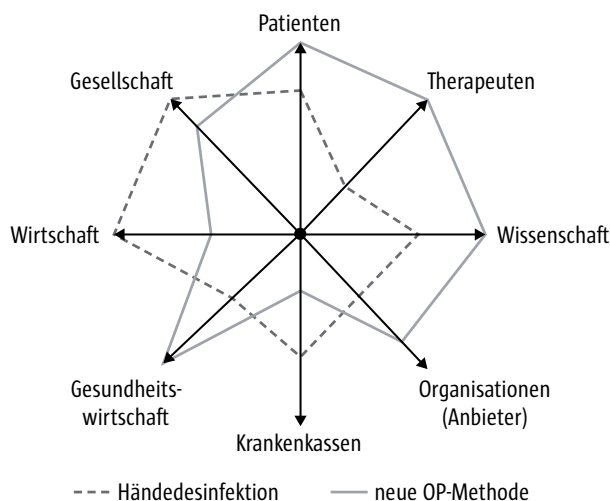 Patienten
Gesellschaft
Therapeuten
Wirtschaft
Wissenschaft
Gesundheits-
wirtschaft
Organisationen
(Anbieter)
Krankenkassen
Händedesinfektion
neue OP-Methode